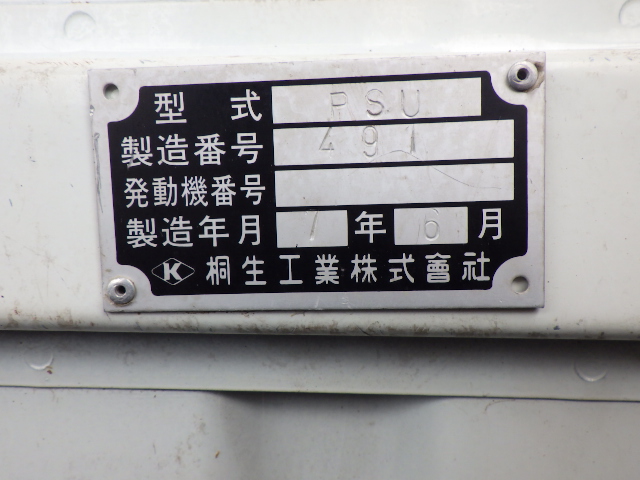 型式 RSU
製造番号 491
発動機番号
製造年月 7年6月
K 桐生工業株式會社